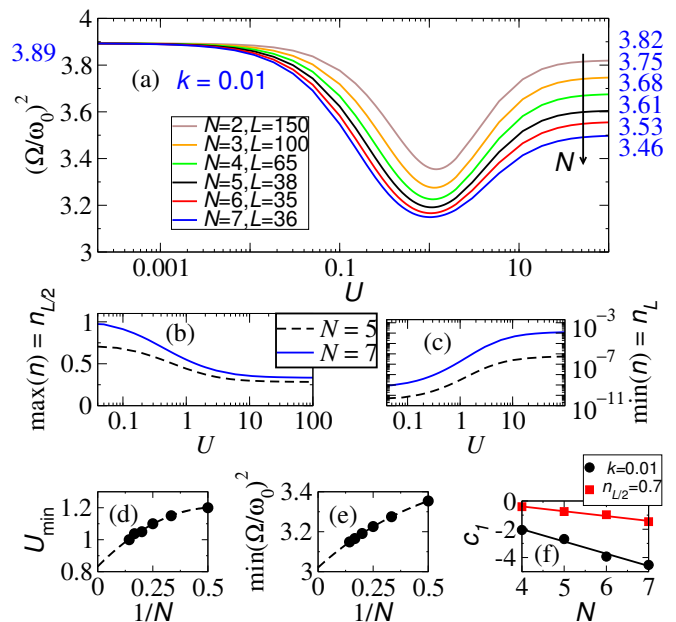 4
3.8
3.6
3.4
3.2
3
(Ω/ω₀)²
3.89
(a)
k = 0.01
N=2,L=150
N=3,L=100
N=4,L=65
N=5,L=38
N=6,L=35
N=7,L=36
3.82
3.75
3.68
3.61
3.53
3.46
N
0.001 0.1 10
U
max(n) = n_{L/2}
1
0.5
0
(b)
0.1 1 10 100
U
N = 5
N = 7
(c)
0.1 1 10
U
10⁻³
10⁻⁷
10⁻¹¹
min(n) = n_L
U_min
1.2
1
0.8
(d)
0 0.25 0.5
1/N
min(Ω/ω₀)²
3.4
3.2
3
(e)
0 0.25 0.5
1/N
k=0.01
n_{L/2}=0.7
c₁
0
-2
-4
(f)
4 5 6 7
N